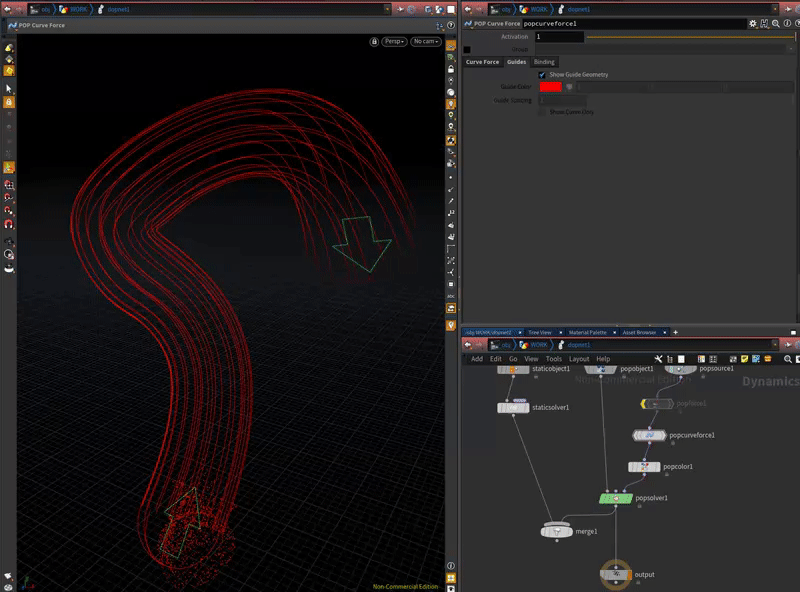 obj WORK dopnet1
POP Curve Force
Persp
No cam
Non-Commercial Edition
obj WORK dopnet1
POP Curve Force popcurveforce1
Activation 1
Group
Curve Force Guides Binding
Show Guide Geometry
Guide Color
Show Curve Only
obj/WORK/dopnet1 Tree View Material Palette Asset Browser
obj WORK dopnet1
Add Edit Go View Tools Layout Help
Non-Commercial Edition
Dynamics
staticobject1
popobject1
popsource1
staticsolver1
popcurveforce1
popcolor1
popsolver1
merge1
output